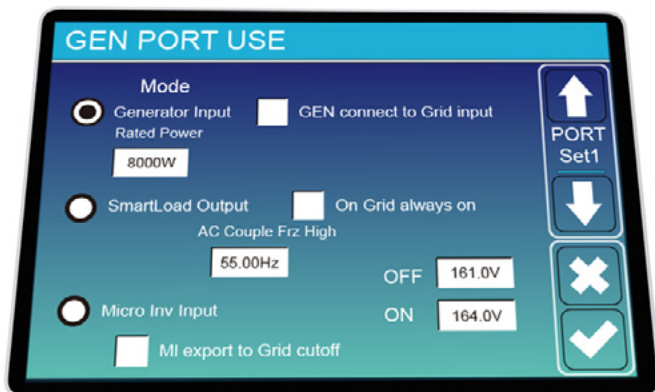 GEN PORT USE
Mode
Generator Input
GEN connect to Grid input
Rated Power
8000W
SmartLoad Output
On Grid always on
AC Couple Frz High
55.00Hz
OFF 161.0V
Micro Inv Input
ON 164.0V
MI export to Grid cutoff
PORT
Set1